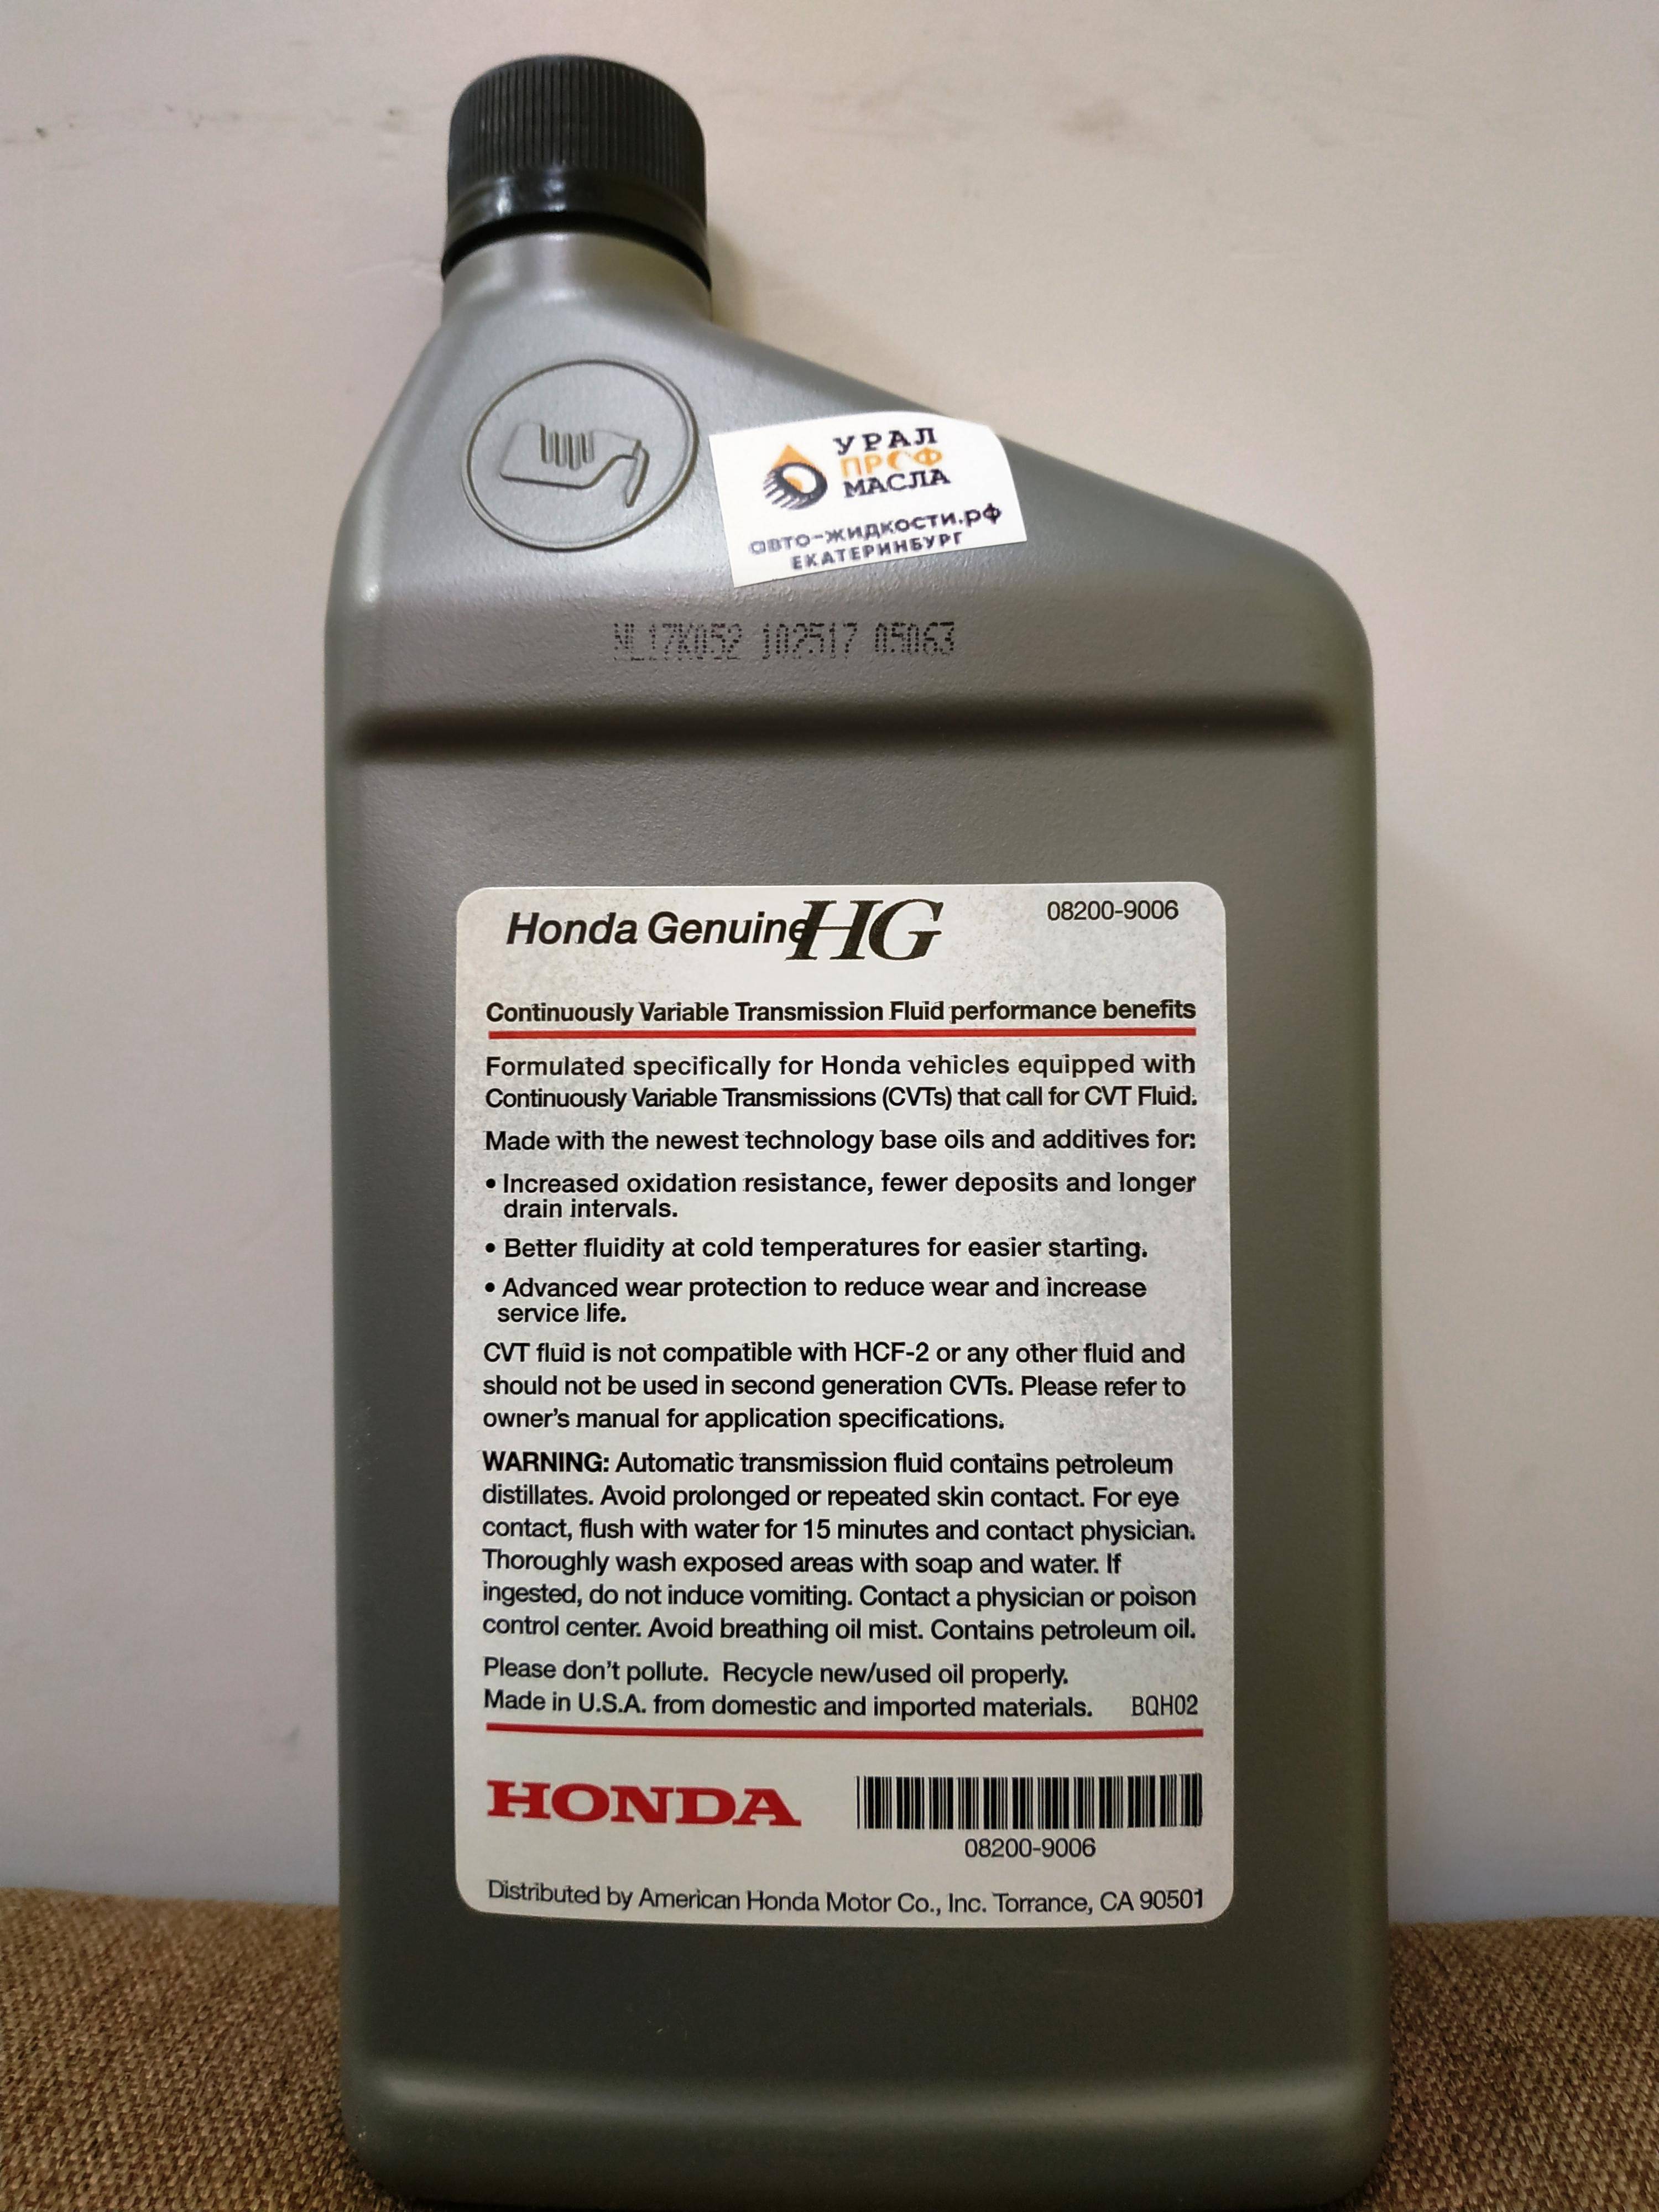 УРАЛ
ПРОФ
МАСЛА
авто-жидкости.рф
ЕКАТЕРИНБУРГ
NL17K052 102517 05063
Honda Genuine HG
08200-9006
Continuously Variable Transmission Fluid performance benefits
Formulated specifically for Honda vehicles equipped with
Continuously Variable Transmissions (CVTs) that call for CVT Fluid.
Made with the newest technology base oils and additives for:
• Increased oxidation resistance, fewer deposits and longer
drain intervals.
• Better fluidity at cold temperatures for easier starting.
• Advanced wear protection to reduce wear and increase
service life.
CVT fluid is not compatible with HCF-2 or any other fluid and
should not be used in second generation CVTs. Please refer to
owner's manual for application specifications.
WARNING: Automatic transmission fluid contains petroleum
distillates. Avoid prolonged or repeated skin contact. For eye
contact, flush with water for 15 minutes and contact physician.
Thoroughly wash exposed areas with soap and water. If
ingested, do not induce vomiting. Contact a physician or poison
control center. Avoid breathing oil mist. Contains petroleum oil.
Please don't pollute. Recycle new/used oil properly.
Made in U.S.A. from domestic and imported materials. BQH02
HONDA
08200-9006
Distributed by American Honda Motor Co., Inc. Torrance, CA 90501